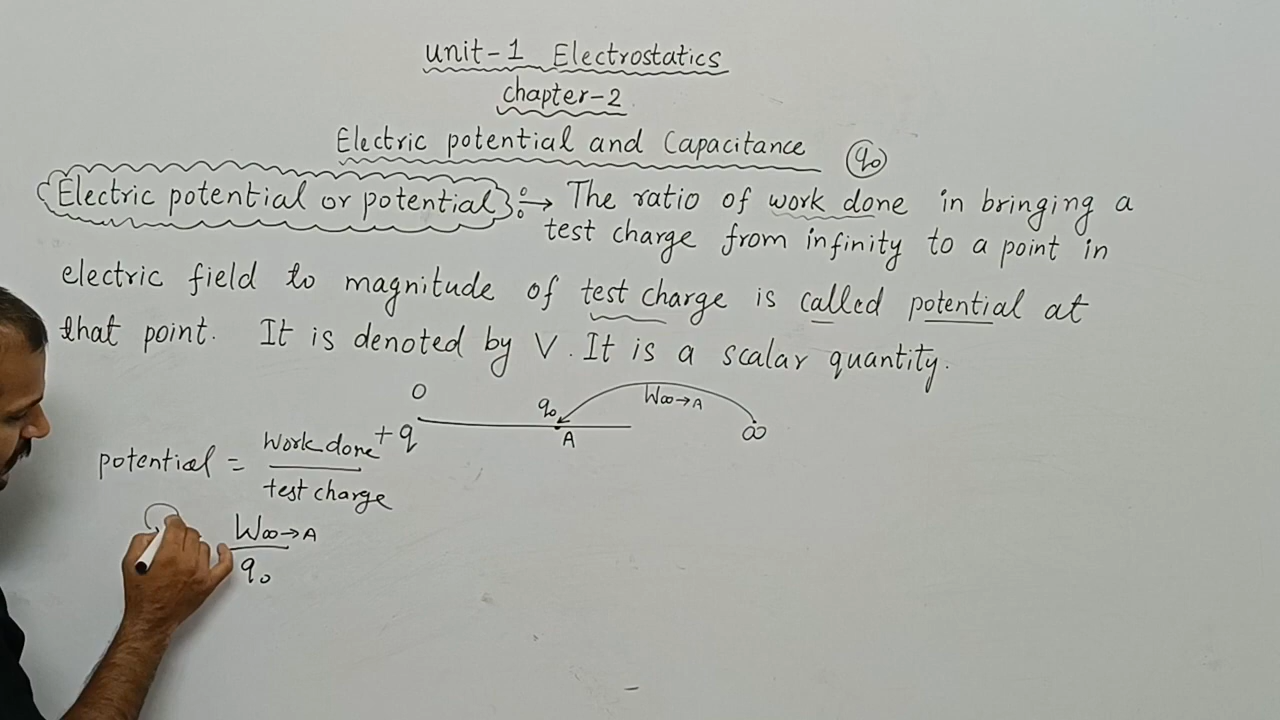 unit-1 Electrostatics
chapter-2
Electric potential and Capacitance q₀
Electric potential or potential :→ The ratio of work done in bringing a
test charge from infinity to a point in
electric field to magnitude of test charge is called potential at
that point. It is denoted by V. It is a scalar quantity.
O q₀ W∞→A
+q A ∞
potential = Work done
test charge
W∞→A
q₀